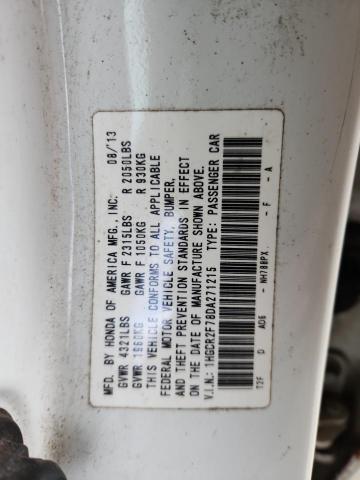 MFD. BY HONDA OF AMERICA MFG., INC. 08/13
GVWR 4321LBS GAWR F 2315LBS R 2050LBS
GVWR 1960KG GAWR F 1050KG R 930KG
THIS VEHICLE CONFORMS TO ALL APPLICABLE
FEDERAL MOTOR VEHICLE SAFETY, BUMPER,
AND THEFT PREVENTION STANDARDS IN EFFECT
ON THE DATE OF MANUFACTURE SHOWN ABOVE.
V.I.N.: 1HGCR2F78DA271215 TYPE: PASSENGER CAR
T2F D AO6 - NH788PX - F - A